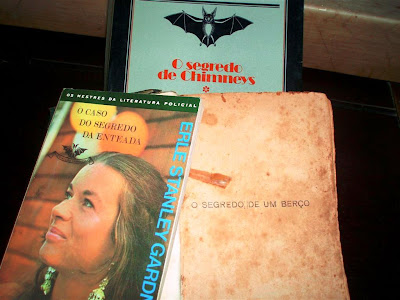 O segredo
de Chimneys
*
OS MESTRES DA LITERATURA POLICIAL
O CASO
DO SEGREDO
DA ENTEADA
ERLE STANLEY GARDN
O SEGREDO DE UM BERÇO